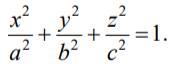 x²/a² + y²/b² + z²/c² = 1.